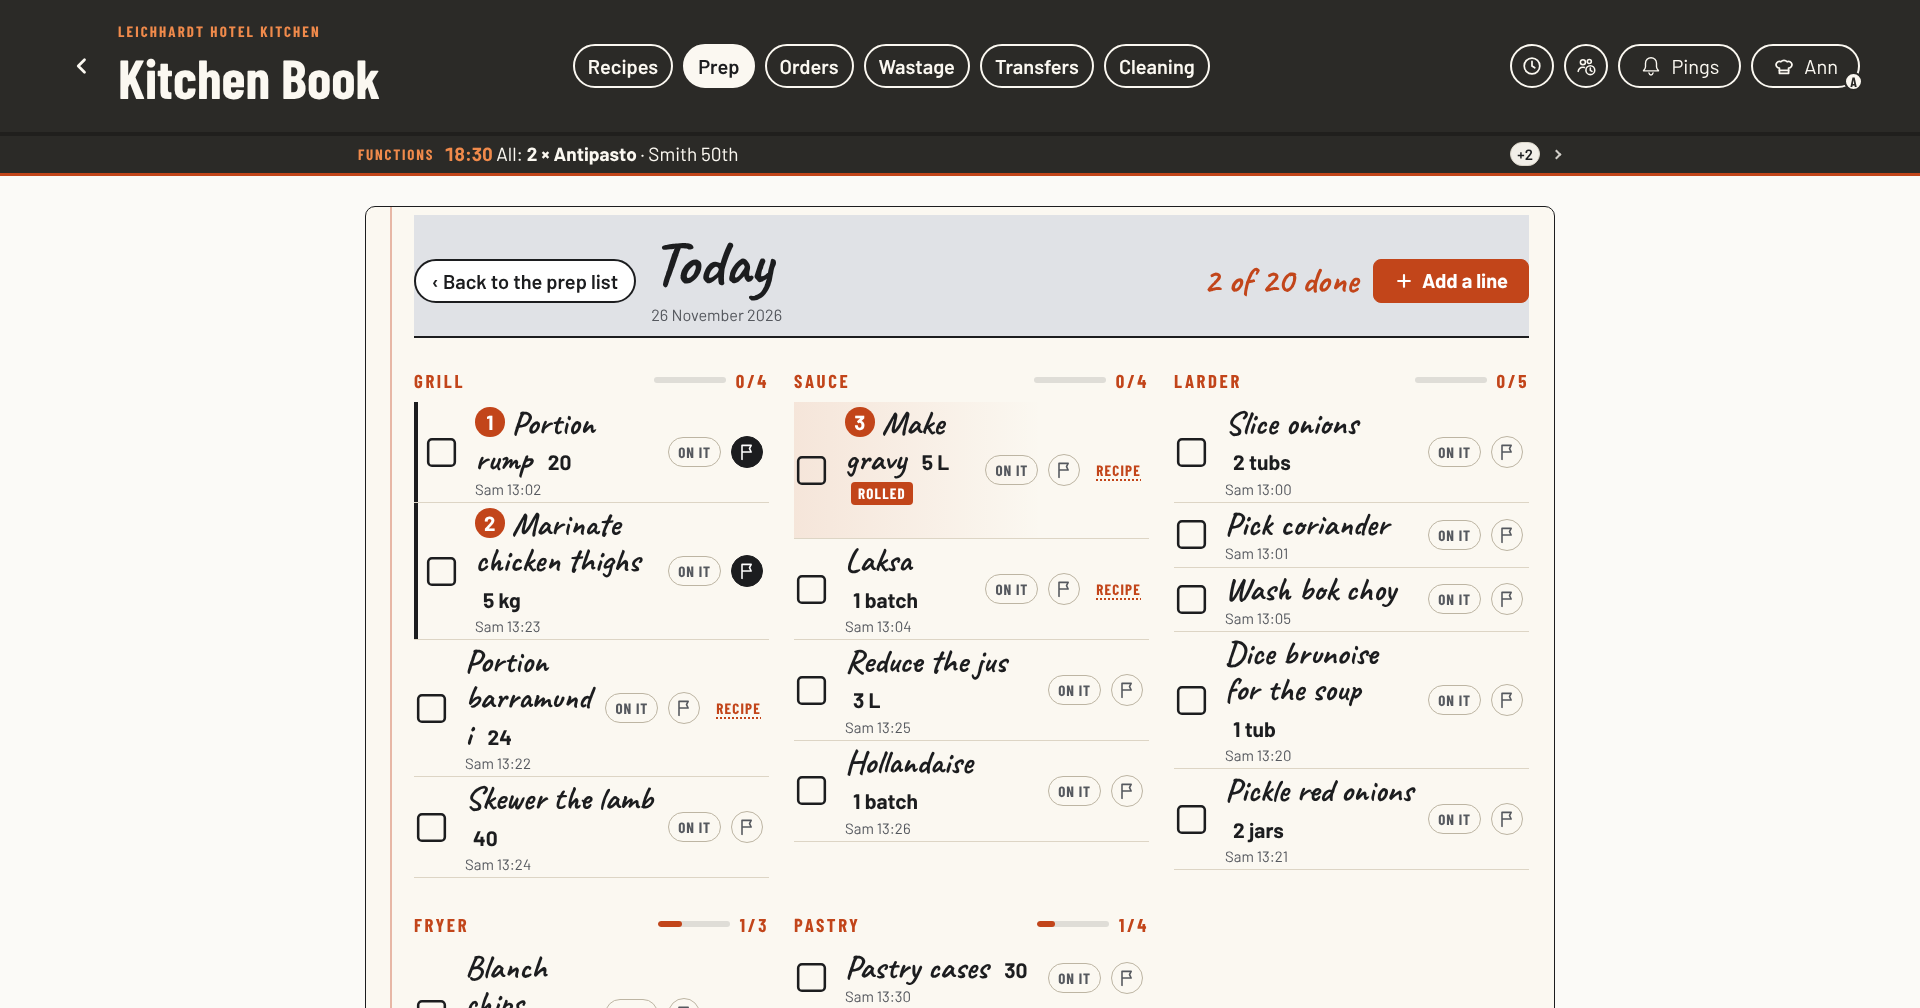 LEICHHARDT HOTEL KITCHEN
Kitchen Book
Recipes
Prep
Orders
Wastage
Transfers
Cleaning
Pings
Ann
A
FUNCTIONS 18:30 All: 2 × Antipasto · Smith 50th
+2
‹ Back to the prep list
Today
26 November 2026
2 of 20 done
+ Add a line
GRILL
0/4
1 Portion
rump 20
Sam 13:02
ON IT
2 Marinate
chicken thighs
5 kg
Sam 13:23
ON IT
Portion
barramund
i 24
Sam 13:22
ON IT
RECIPE
Skewer the lamb
40
Sam 13:24
ON IT
SAUCE
0/4
3 Make
gravy 5 L
ROLLED
ON IT
RECIPE
Laksa
1 batch
Sam 13:04
ON IT
RECIPE
Reduce the jus
3 L
Sam 13:25
ON IT
Hollandaise
1 batch
Sam 13:26
ON IT
LARDER
0/5
Slice onions
2 tubs
Sam 13:00
ON IT
Pick coriander
Sam 13:01
ON IT
Wash bok choy
Sam 13:05
ON IT
Dice brunoise
for the soup
1 tub
Sam 13:20
ON IT
Pickle red onions
2 jars
Sam 13:21
ON IT
FRYER
1/3
Blanch
chips
PASTRY
1/4
Pastry cases 30
Sam 13:30
ON IT